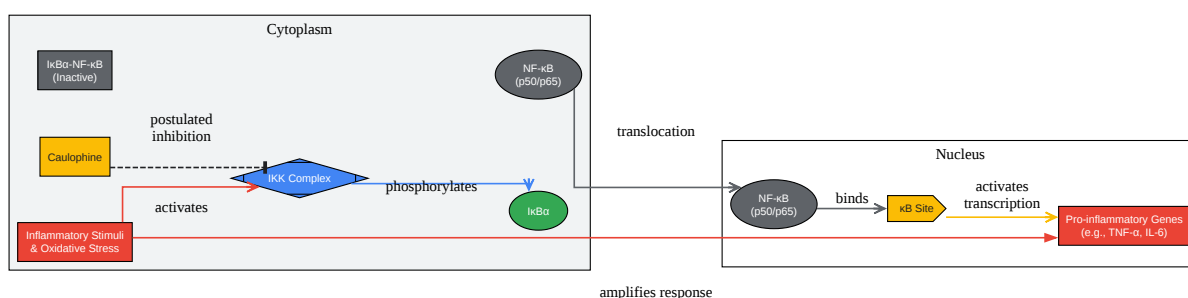 Cytoplasm
IκBα-NF-κB
(Inactive)
NF-κB
(p50/p65)
postulated
inhibition
translocation
Caulophine
IKK Complex
phosphorylates
activates
IκBα
Inflammatory Stimuli
& Oxidative Stress
Nucleus
NF-κB
(p50/p65)
binds
κB Site
activates
transcription
Pro-inflammatory Genes
(e.g., TNF-α, IL-6)
amplifies response